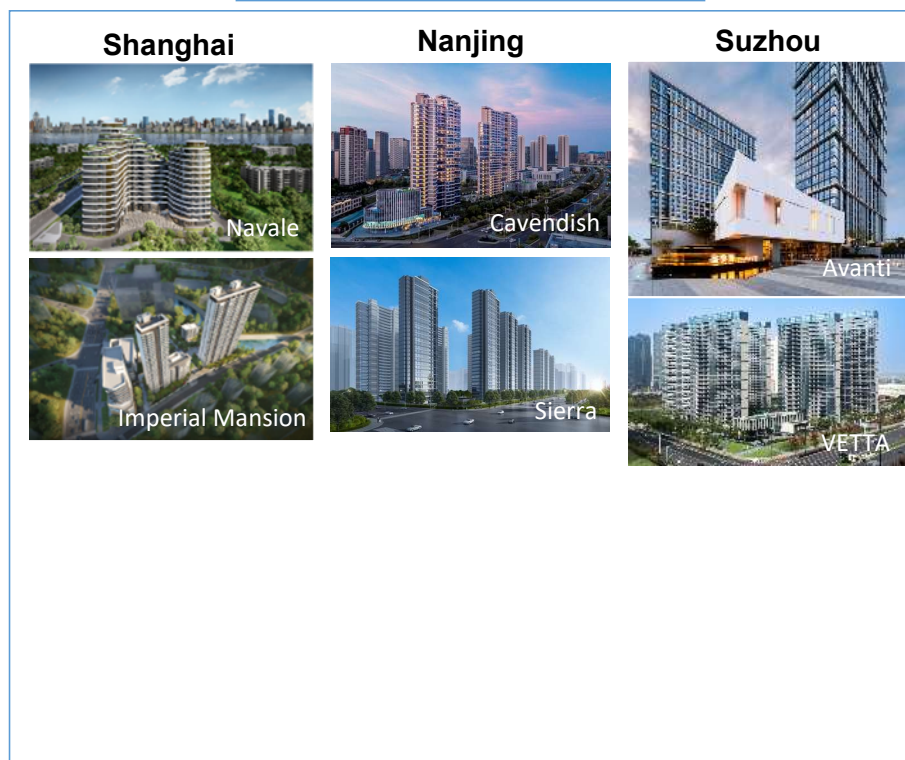 Shanghai
Nanjing
Suzhou
Navale
Cavendish
Avanti
Imperial Mansion
Sierra
VETTA